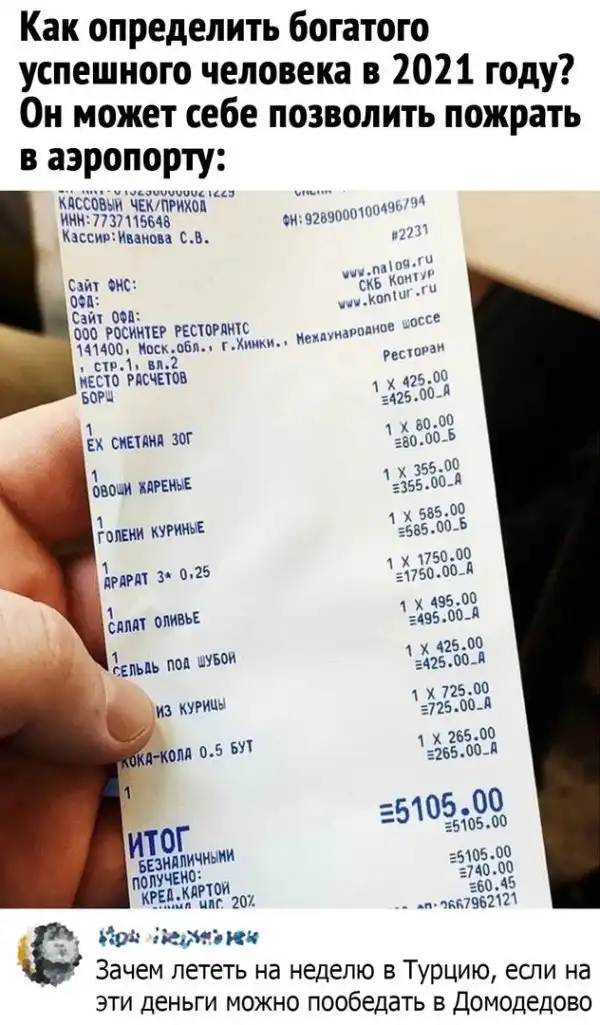 Как определить богатого
успешного человека в 2021 году?
Он может себе позволить пожрать
в аэропорту:
КАССОВЫЙ ЧЕК/ПРИХОД
ИНН:7737115648 ФН:9289000100496794
Кассир:Иванова С.В. #2231
Сайт ФНС: www.nalog.ru
ОФД: СКБ Контур
Сайт ОФД: www.kontur.ru
ООО РОСИНТЕР РЕСТОРАНТС
141400, Моск.обл., г.Химки., Международное шоссе
, стр.1, вл.2
МЕСТО РАСЧЕТОВ Ресторан
БОРЩ 1 X 425.00
≡425.00_А
1
EX СМЕТАНА 30Г 1 X 80.00
≡80.00_Б
1
ОВОЩИ ЖАРЕНЫЕ 1 X 355.00
≡355.00_А
1
ГОЛЕНИ КУРИНЫЕ 1 X 585.00
≡585.00_Б
1
АРАРАТ 3* 0,25 1 X 1750.00
≡1750.00_А
1
САЛАТ ОЛИВЬЕ 1 X 495.00
≡495.00_А
1
СЕЛЬДЬ ПОД ШУБОЙ 1 X 425.00
≡425.00_А
ИЗ КУРИЦЫ 1 X 725.00
≡725.00_А
КОКА-КОЛА 0.5 БУТ 1 X 265.00
≡265.00_А
1
ИТОГ ≡5105.00
БЕЗНАЛИЧНЫМИ ≡5105.00
ПОЛУЧЕНО:
КРЕД.КАРТОЙ ≡5105.00
НДС 20% ≡740.00
≡60.45
2667962121
Зачем лететь на неделю в Турцию, если на
эти деньги можно пообедать в Домодедово